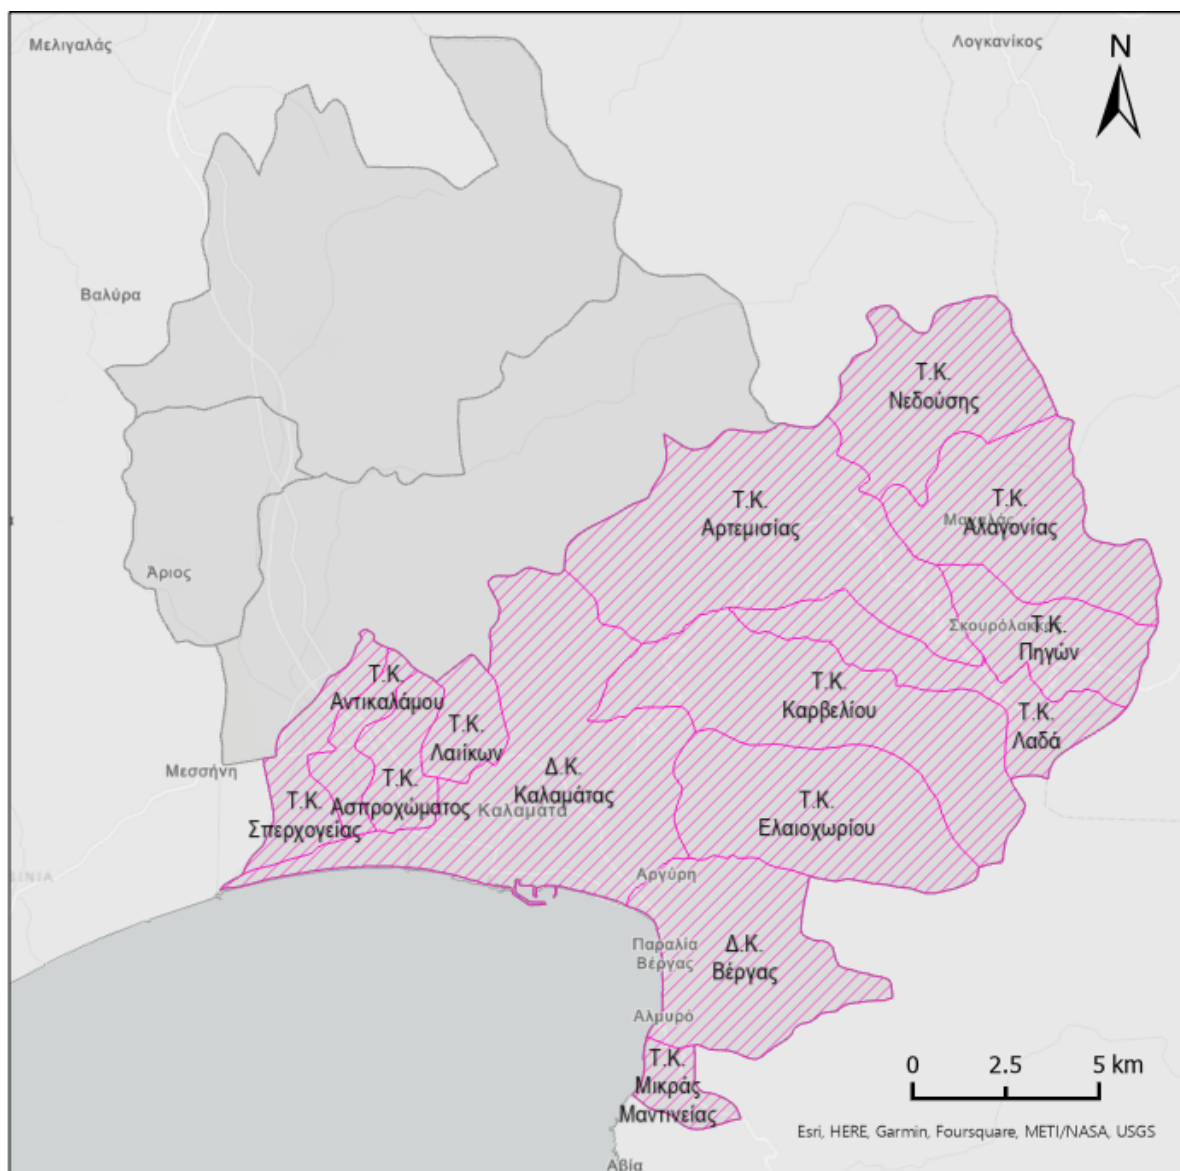 Μελιγαλάς
Λογκανίκος
N
Βαλύρα
Τ.Κ.
Νεδούσης
Τ.Κ.
Αρτεμισίας
Τ.Κ.
Αλαγονίας
Άριος
Τ.Κ.
Πηγών
Τ.Κ.
Αντικαλάμου
Τ.Κ.
Λαιίκων
Τ.Κ.
Καρβελίου
Τ.Κ.
Λαδά
Μεσσήνη
Δ.Κ.
Καλαμάτας
Τ.Κ.
Ασπροχώματος
Καλαμάτα
Τ.Κ.
Σπερχογείας
Τ.Κ.
Ελαιοχωρίου
LINIA
Αργύρη
Παραλία
Βέργας
Δ.Κ.
Βέργας
Αλμυρό
Τ.Κ.
Μικράς
Μαντινείας
0 2.5 5 km
Esri, HERE, Garmin, Foursquare, METI/NASA, USGS
Αβία